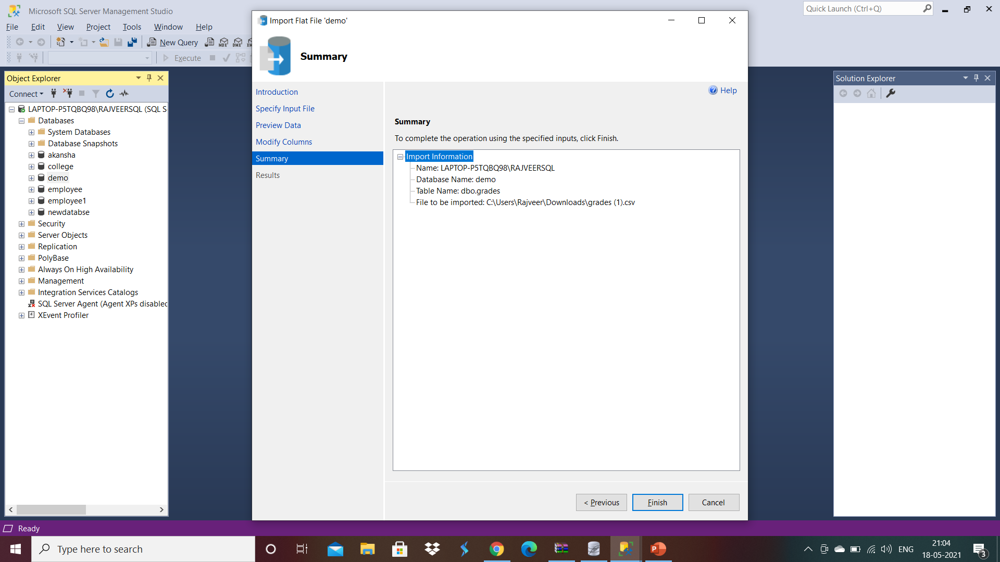 Microsoft SQL Server Management Studio
Quick Launch (Ctrl+Q)
File Edit View Project Tools Window Help
New Query
MDX DMX
Execute
Object Explorer
Connect
LAPTOP-P5TQBQ98\RAJVEERSQL (SQL S
Databases
System Databases
Database Snapshots
akansha
college
demo
employee
employee1
newdatabse
Security
Server Objects
Replication
PolyBase
Always On High Availability
Management
Integration Services Catalogs
SQL Server Agent (Agent XPs disabled
XEvent Profiler
Import Flat File 'demo'
Summary
Introduction
Specify Input File
Preview Data
Modify Columns
Summary
Results
Help
Summary
To complete the operation using the specified inputs, click Finish.
Import Information
Name: LAPTOP-P5TQBQ98\RAJVEERSQL
Database Name: demo
Table Name: dbo.grades
File to be imported: C:\Users\Rajveer\Downloads\grades (1).csv
< Previous
Finish
Cancel
Solution Explorer
Ready
Type here to search
ENG
21:04
18-05-2021
3